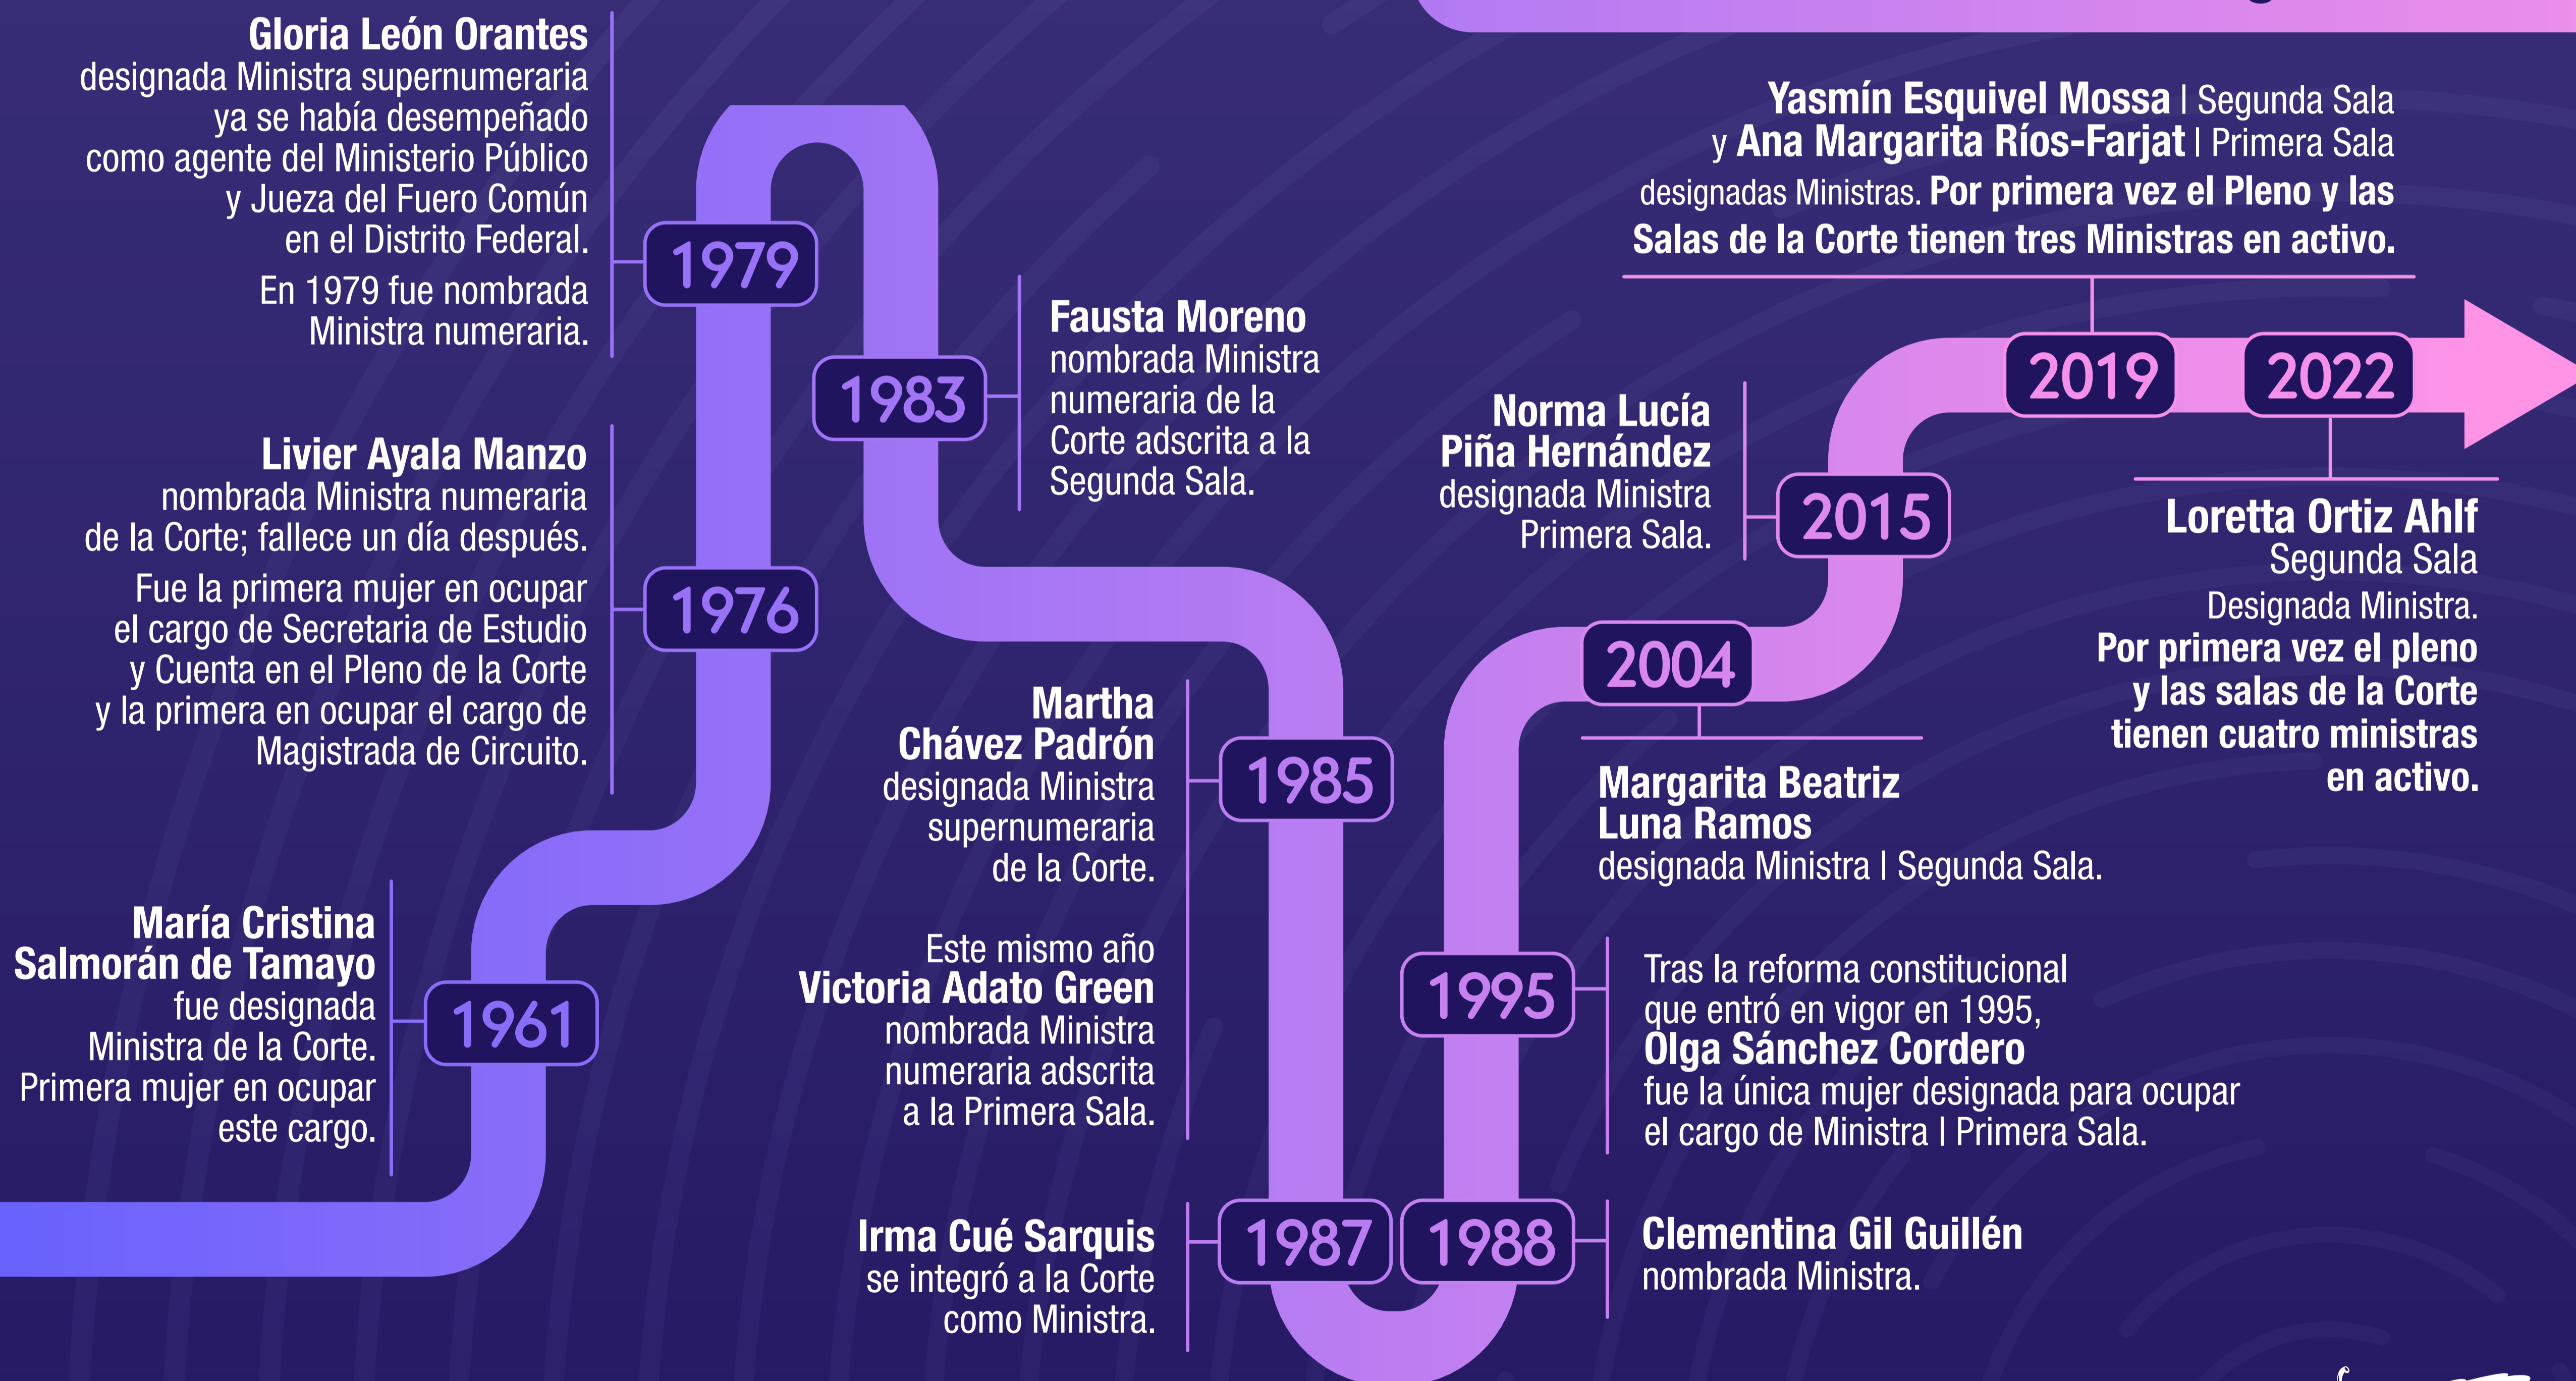 Gloria León Orantes
designada Ministra supernumeraria
ya se había desempeñado
como agente del Ministerio Público
y Jueza del Fuero Común
en el Distrito Federal.
En 1979 fue nombrada
Ministra numeraria.
1979
Livier Ayala Manzo
nombrada Ministra numeraria
de la Corte; fallece un día después.
Fue la primera mujer en ocupar
el cargo de Secretaria de Estudio
y Cuenta en el Pleno de la Corte
y la primera en ocupar el cargo de
Magistrada de Circuito.
1976
María Cristina
Salmorán de Tamayo
fue designada
Ministra de la Corte.
Primera mujer en ocupar
este cargo.
1961
1983
Fausta Moreno
nombrada Ministra
numeraria de la
Corte adscrita a la
Segunda Sala.
Martha
Chávez Padrón
designada Ministra
supernumeraria
de la Corte.
1985
Este mismo año
Victoria Adato Green
nombrada Ministra
numeraria adscrita
a la Primera Sala.
Irma Cué Sarquis
se integró a la Corte
como Ministra.
1987
1988
Clementina Gil Guillén
nombrada Ministra.
1995
Tras la reforma constitucional
que entró en vigor en 1995,
Olga Sánchez Cordero
fue la única mujer designada para ocupar
el cargo de Ministra | Primera Sala.
2004
Margarita Beatriz
Luna Ramos
designada Ministra | Segunda Sala.
Norma Lucía
Piña Hernández
designada Ministra
Primera Sala.
2015
Yasmín Esquivel Mossa | Segunda Sala
y Ana Margarita Ríos-Farjat | Primera Sala
designadas Ministras. Por primera vez el Pleno y las
Salas de la Corte tienen tres Ministras en activo.
2019
2022
Loretta Ortiz Ahlf
Segunda Sala
Designada Ministra.
Por primera vez el pleno
y las salas de la Corte
tienen cuatro ministras
en activo.